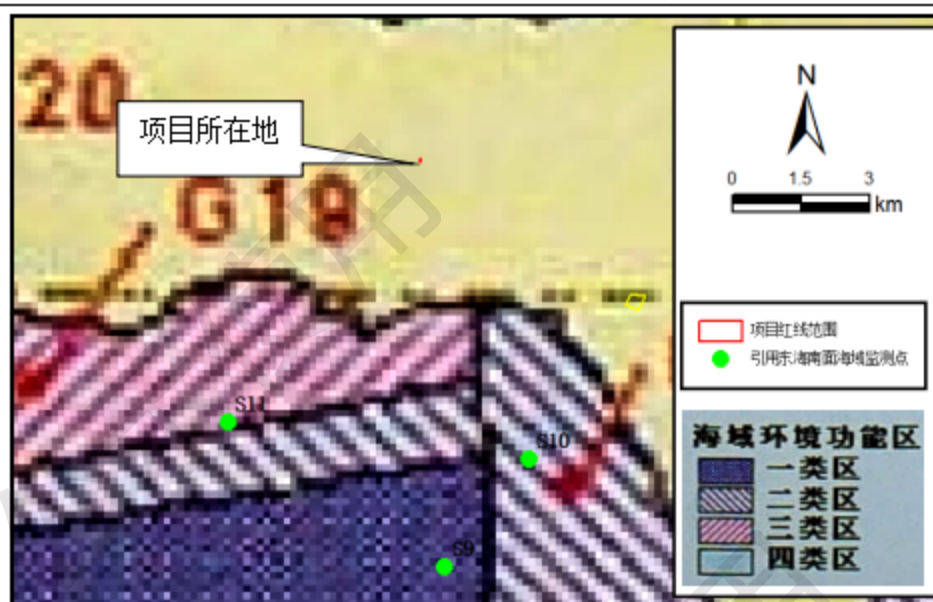 20
项目所在地
G19
S11
S10
S9
N
0 1.5 3
km
项目红线范围
引用东海南面海域监测点
海域环境功能区
一类区
二类区
三类区
四类区
用